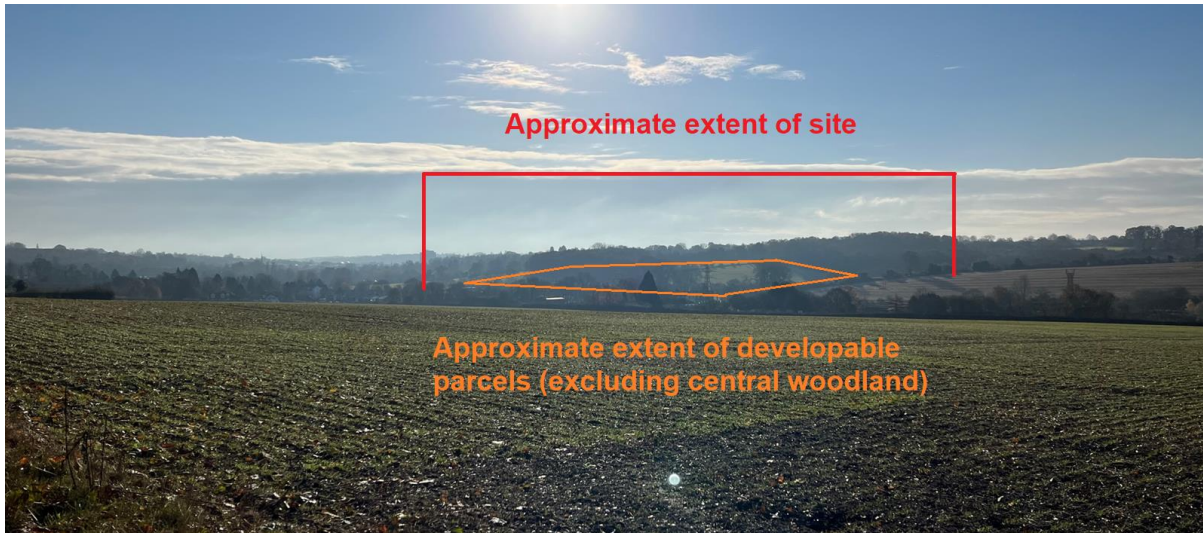 Approximate extent of site
Approximate extent of developable
parcels (excluding central woodland)